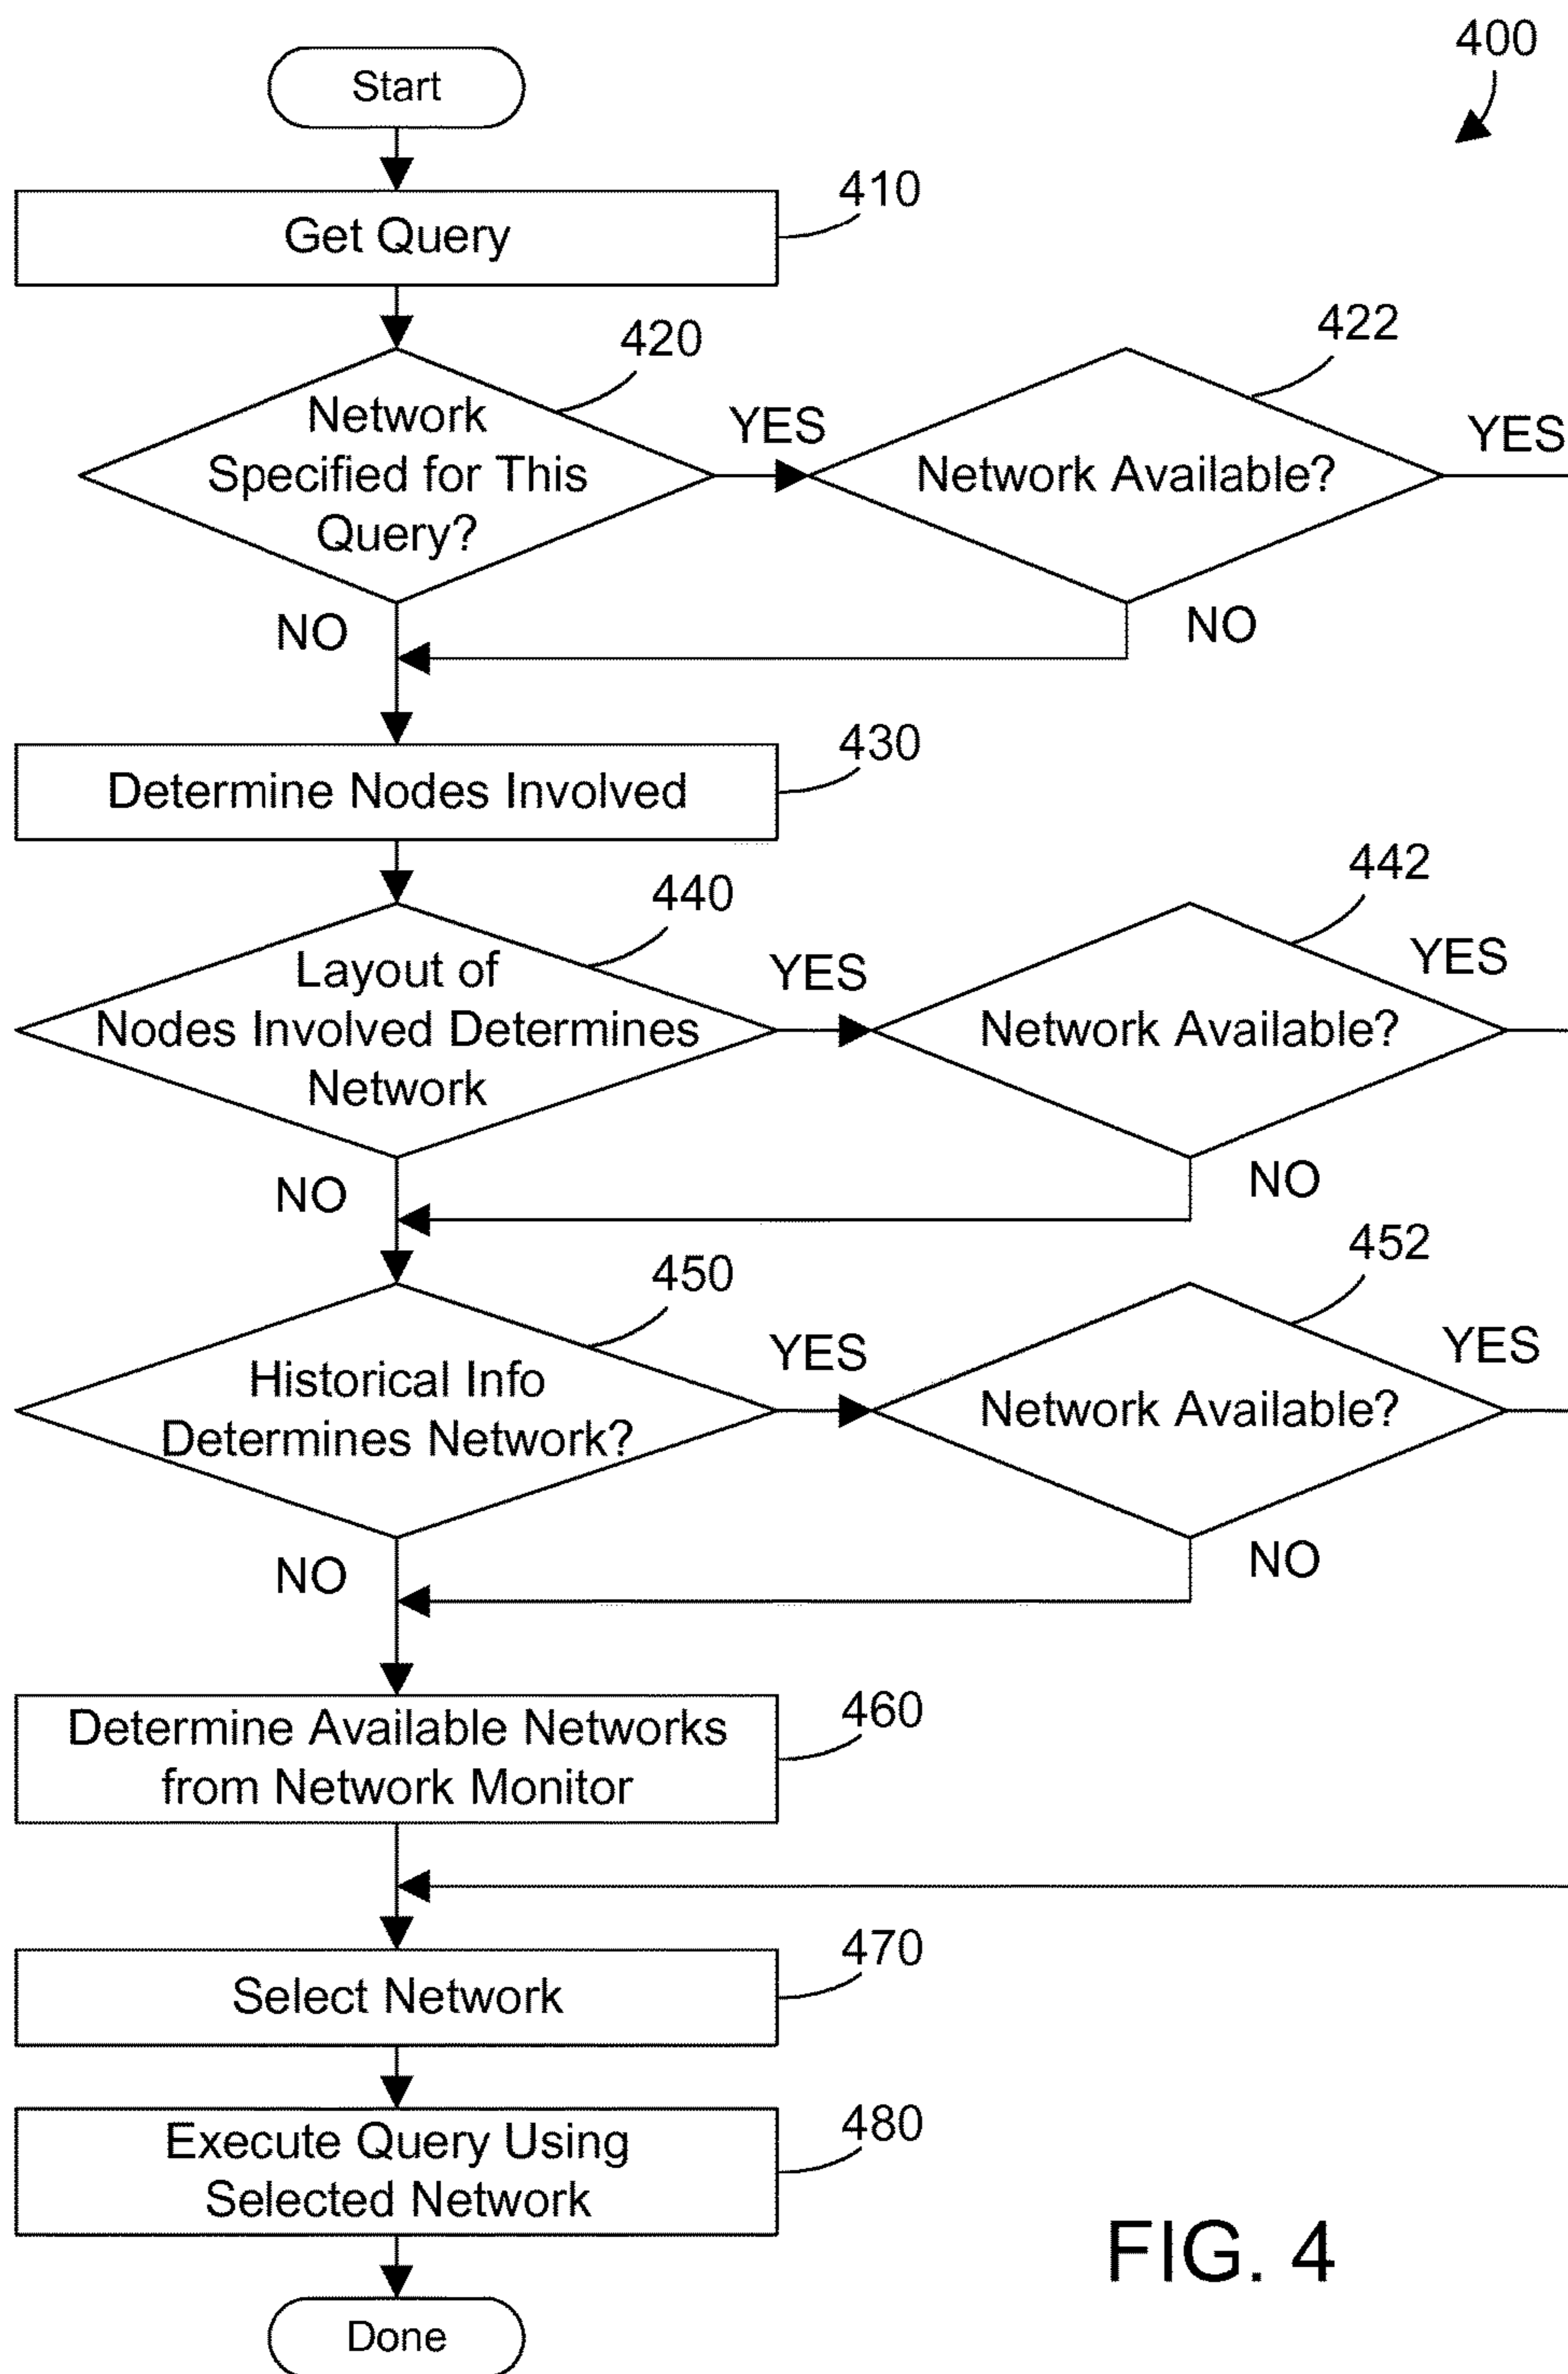 400
Start
410
Get Query
420
422
Network
Specified for This
Query?
YES
Network Available?
YES
NO
NO
430
Determine Nodes Involved
440
442
Layout of
Nodes Involved Determines
Network
YES
Network Available?
YES
NO
NO
450
452
Historical Info
Determines Network?
YES
Network Available?
YES
NO
NO
460
Determine Available Networks
from Network Monitor
470
Select Network
480
Execute Query Using
Selected Network
FIG. 4
Done